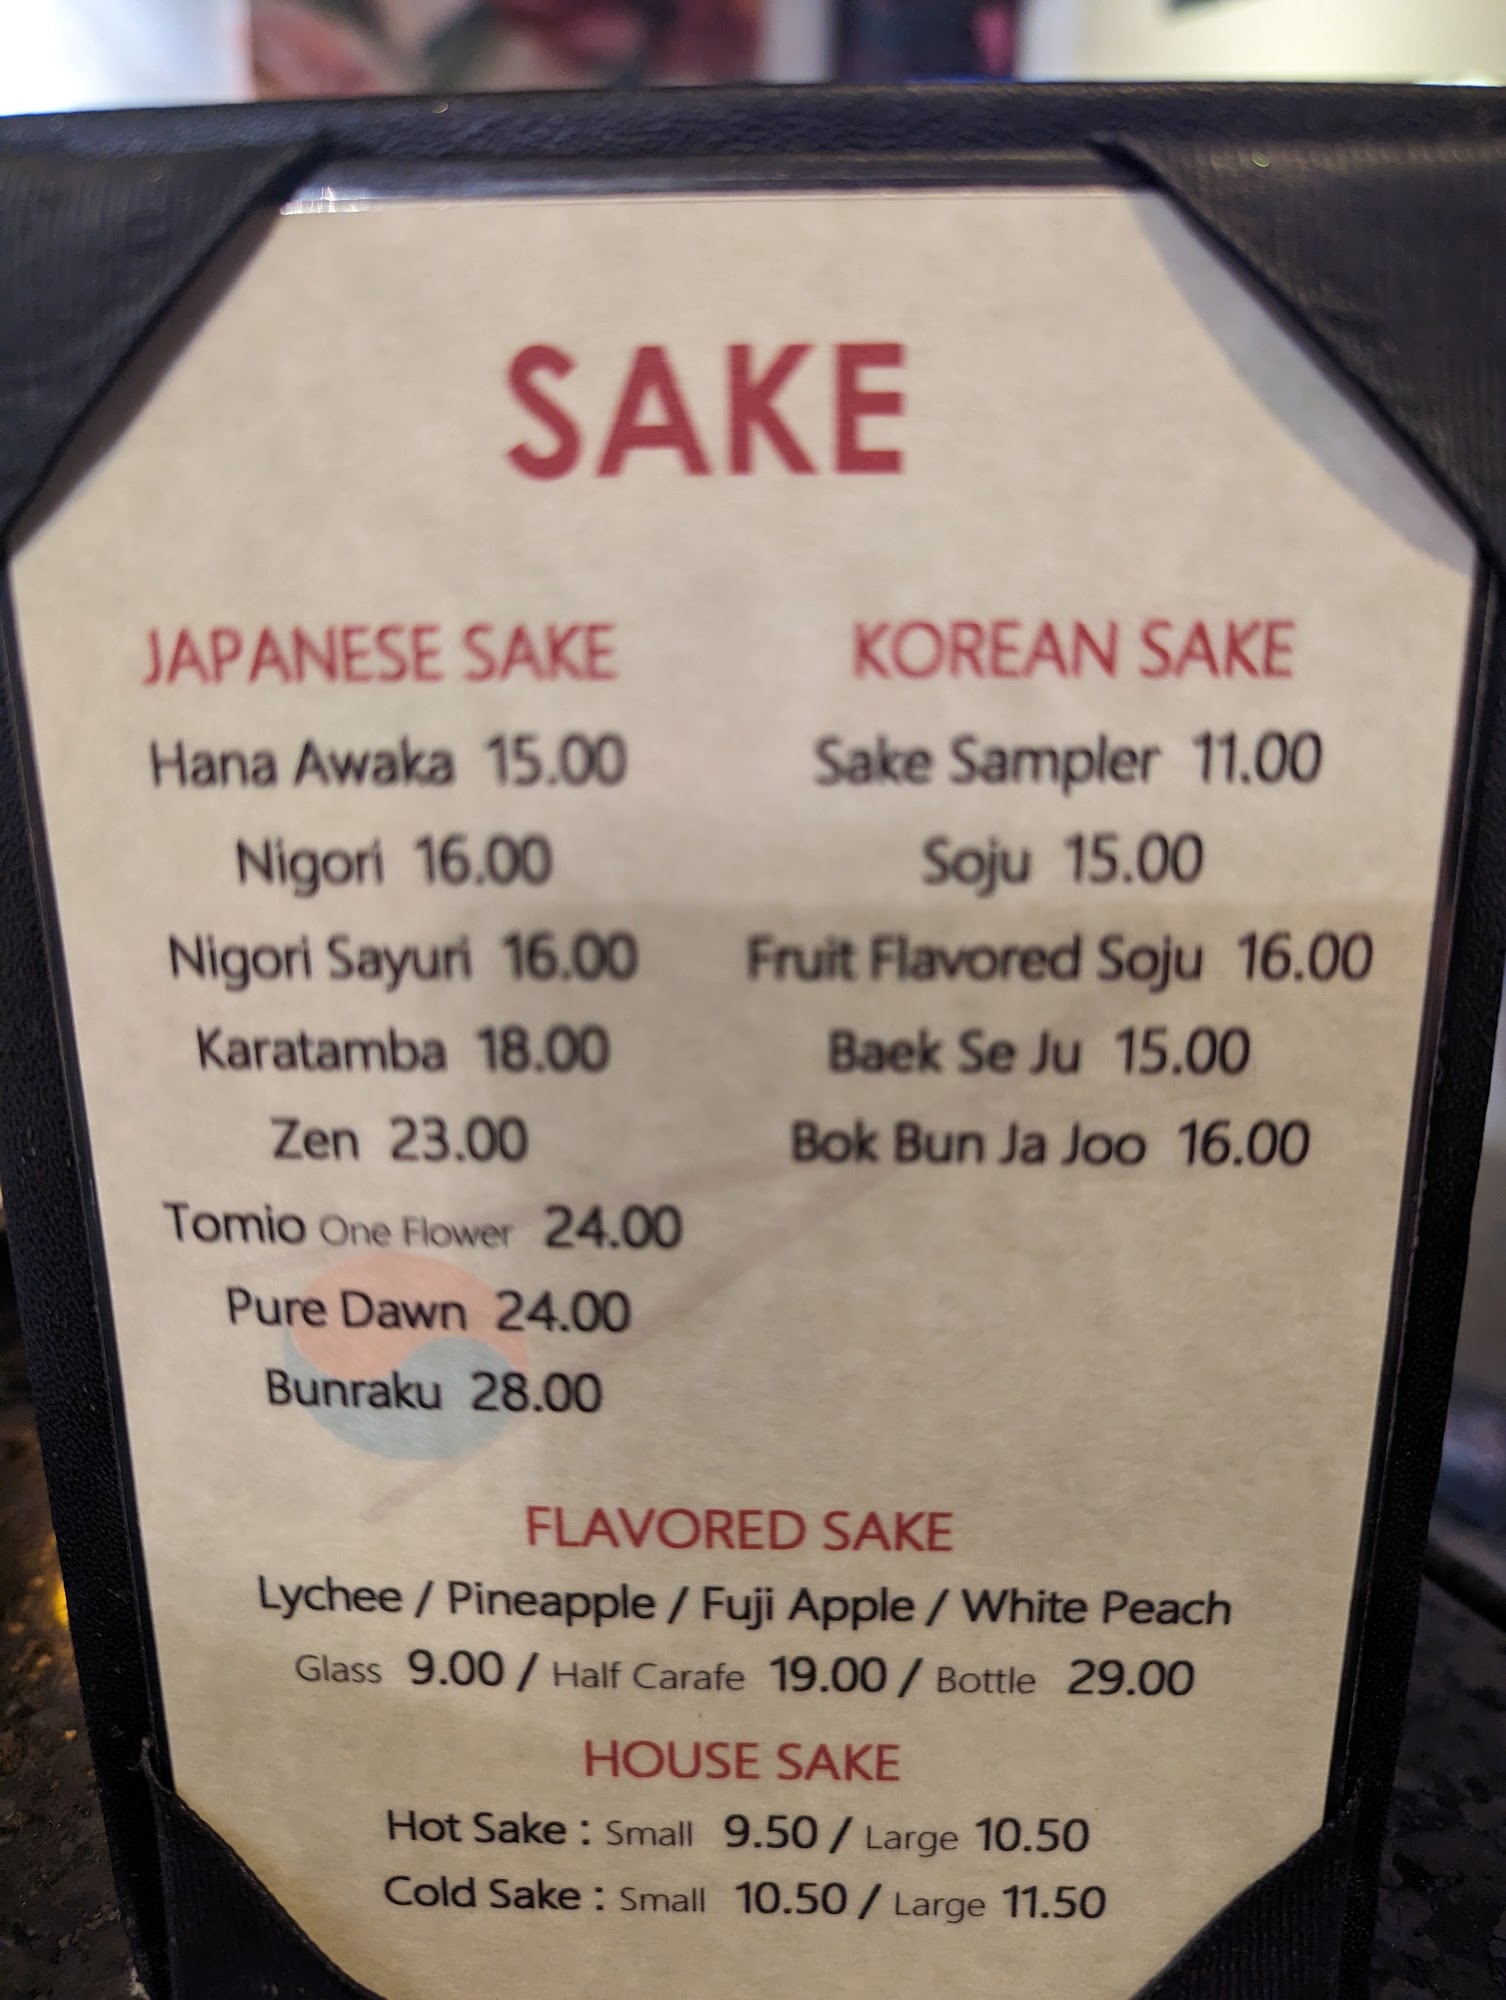 SAKE
JAPANESE SAKE
Hana Awaka 15.00
Nigori 16.00
Nigori Sayuri 16.00
Karatamba 18.00
Zen 23.00
Tomio One Flower 24.00
Pure Dawn 24.00
Bunraku 28.00
KOREAN SAKE
Sake Sampler 11.00
Soju 15.00
Fruit Flavored Soju 16.00
Baek Se Ju 15.00
Bok Bun Ja Joo 16.00
FLAVORED SAKE
Lychee / Pineapple / Fuji Apple / White Peach
Glass 9.00 / Half Carafe 19.00 / Bottle 29.00
HOUSE SAKE
Hot Sake : Small 9.50 / Large 10.50
Cold Sake : Small 10.50 / Large 11.50